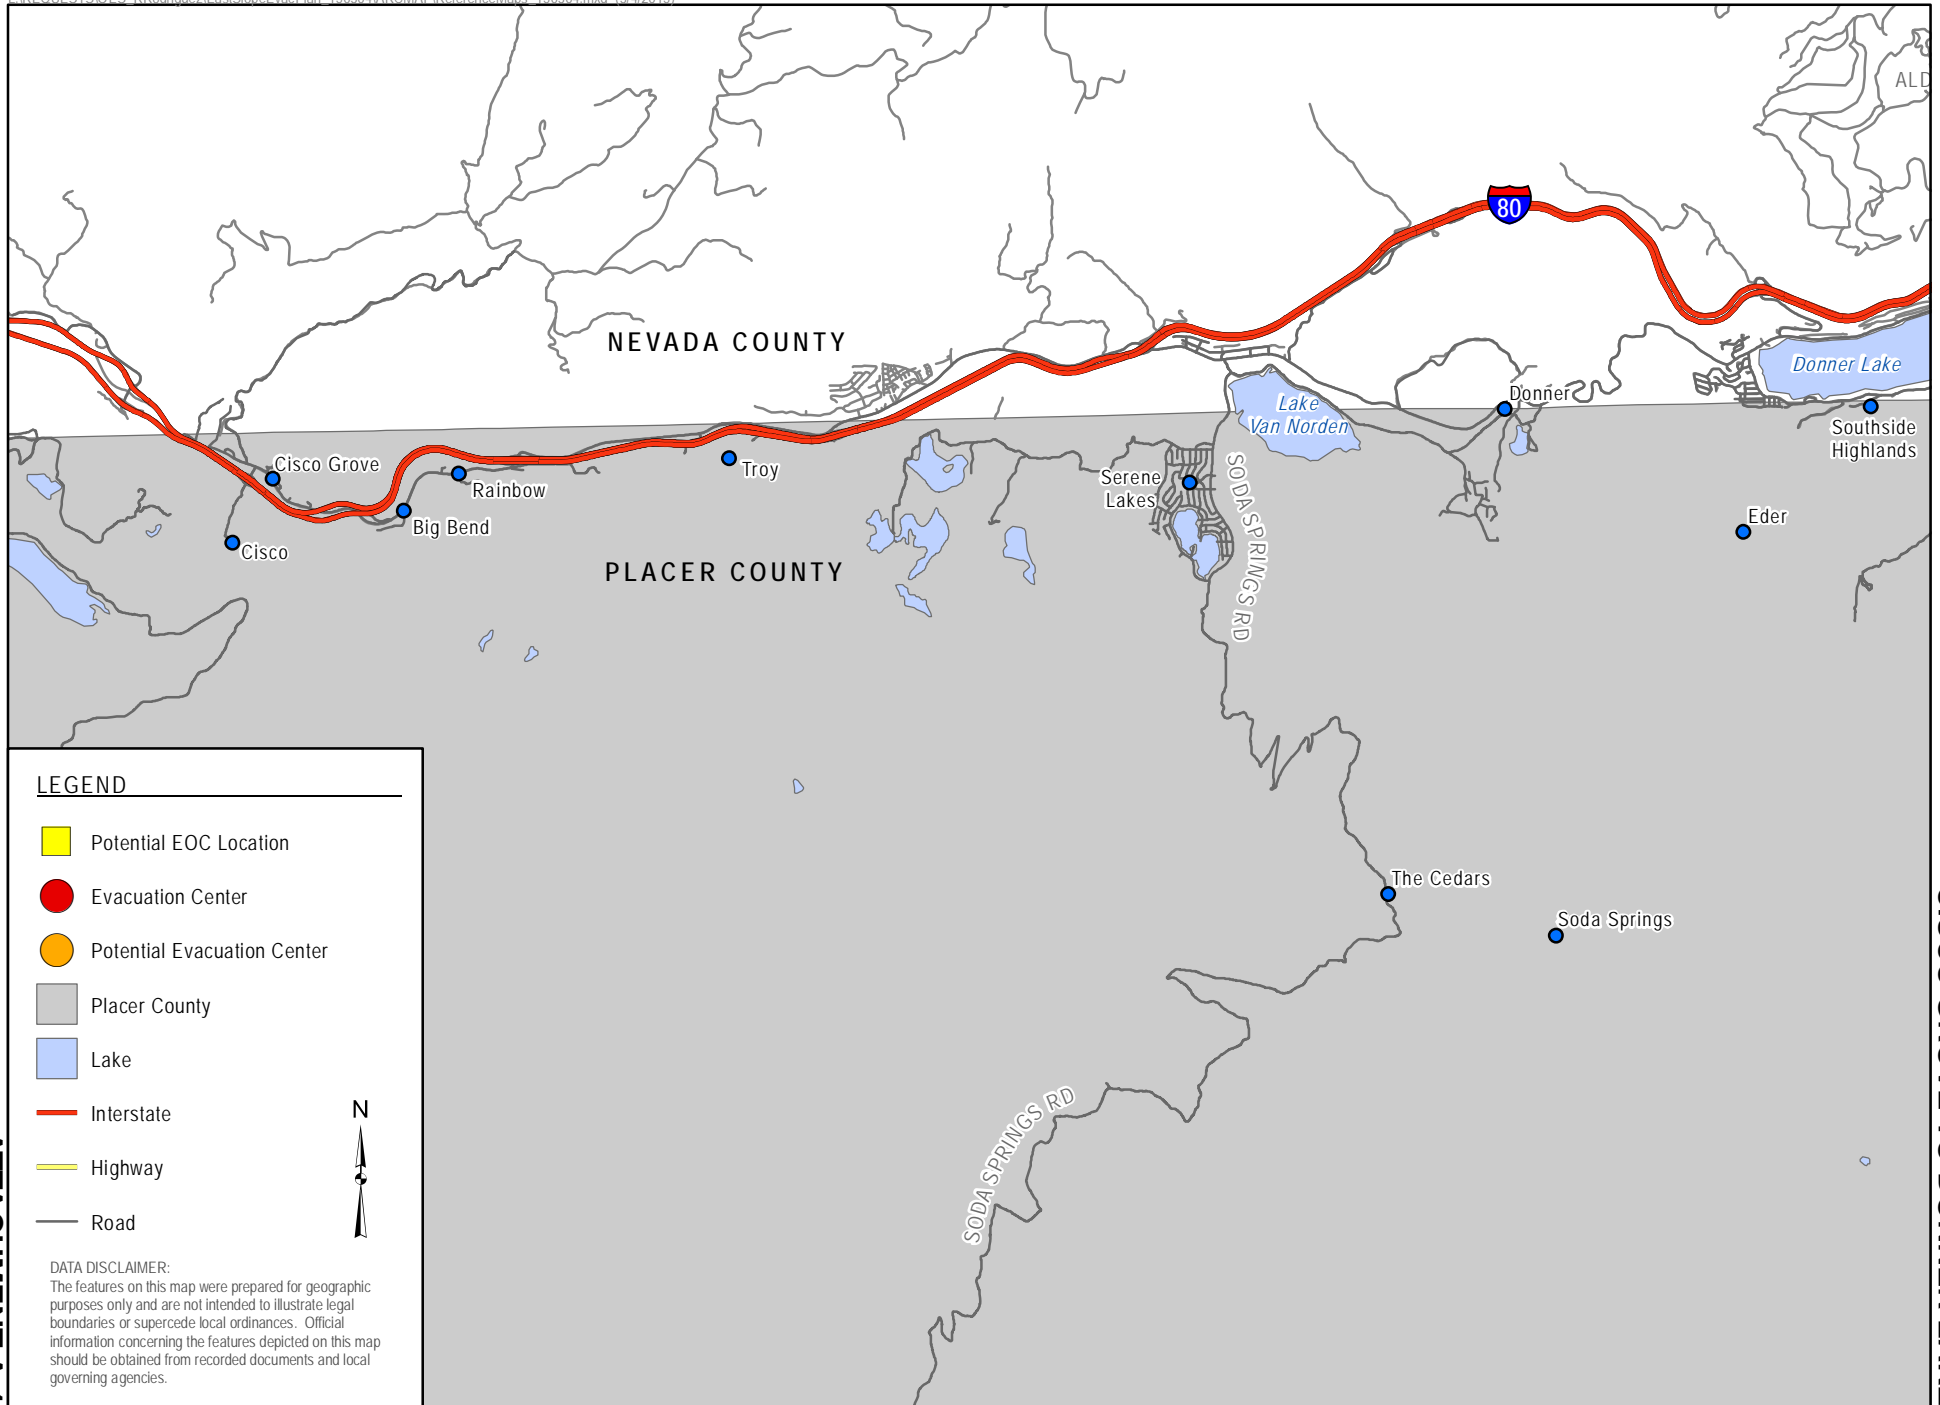 ALD
80
NEVADA COUNTY
Donner Lake
Lake
Van Norden
Donner
Southside
Highlands
Cisco Grove
Rainbow
Troy
Serene
Lakes
SODA SPRINGS RD
Big Bend
Eder
Cisco
PLACER COUNTY
The Cedars
Soda Springs
SODA SPRINGS RD
LEGEND
Potential EOC Location
Evacuation Center
Potential Evacuation Center
Placer County
Lake
Interstate
N
Highway
Road
DATA DISCLAIMER:
The features on this map were prepared for geographic
purposes only and are not intended to illustrate legal
boundaries or supercede local ordinances. Official
information concerning the features depicted on this map
should be obtained from recorded documents and local
governing agencies.